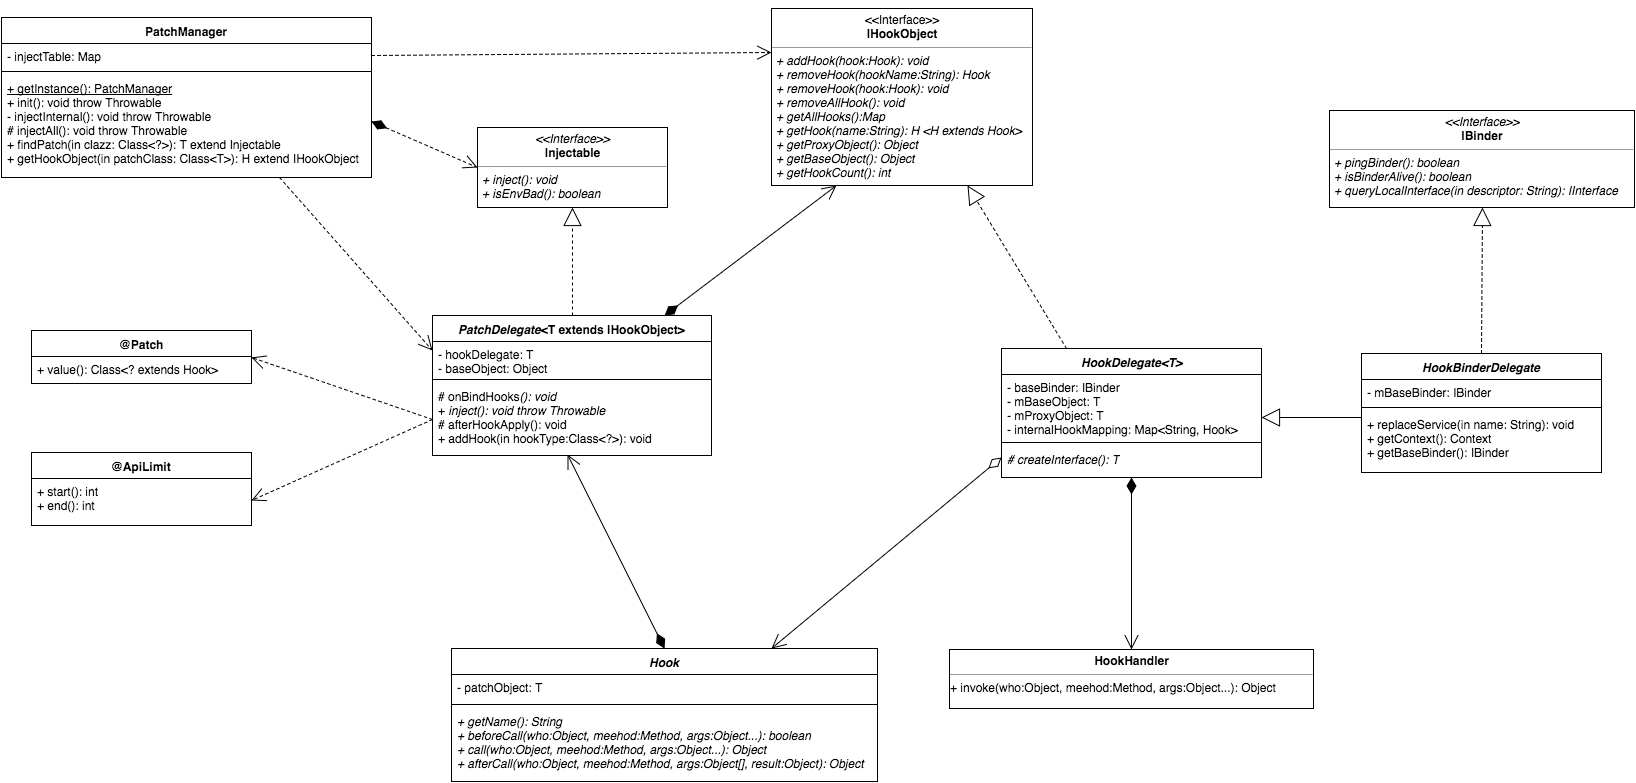 PatchManager
- injectTable: Map
+ getInstance(): PatchManager
+ init(): void throw Throwable
- injectInternal(): void throw Throwable
# injectAll(): void throw Throwable
+ findPatch(in clazz: Class<?>): T extend Injectable
+ getHookObject(in patchClass: Class<T>): H extend IHookObject
<<Interface>>
IHookObject
+ addHook(hook:Hook): void
+ removeHook(hookName:String): Hook
+ removeHook(hook:Hook): void
+ removeAllHook(): void
+ getAllHooks():Map
+ getHook(name:String): H <H extends Hook>
+ getProxyObject(): Object
+ getBaseObject(): Object
+ getHookCount(): int
<<Interface>>
Injectable
+ inject(): void
+ isEnvBad(): boolean
<<Interface>>
IBinder
+ pingBinder(): boolean
+ isBinderAlive(): boolean
+ queryLocalInterface(in descriptor: String): IInterface
@Patch
+ value(): Class<? extends Hook>
PatchDelegate<T extends IHookObject>
- hookDelegate: T
- baseObject: Object
# onBindHooks(): void
+ inject(): void throw Throwable
# afterHookApply(): void
+ addHook(in hookType:Class<?>): void
HookDelegate<T>
- baseBinder: IBinder
- mBaseObject: T
- mProxyObject: T
- internalHookMapping: Map<String, Hook>
# createInterface(): T
HookBinderDelegate
- mBaseBinder: IBinder
+ replaceService(in name: String): void
+ getContext(): Context
+ getBaseBinder(): IBinder
@ApiLimit
+ start(): int
+ end(): int
Hook
- patchObject: T
+ getName(): String
+ beforeCall(who:Object, meehod:Method, args:Object...): boolean
+ call(who:Object, meehod:Method, args:Object...): Object
+ afterCall(who:Object, meehod:Method, args:Object[], result:Object): Object
HookHandler
+ invoke(who:Object, meehod:Method, args:Object...): Object